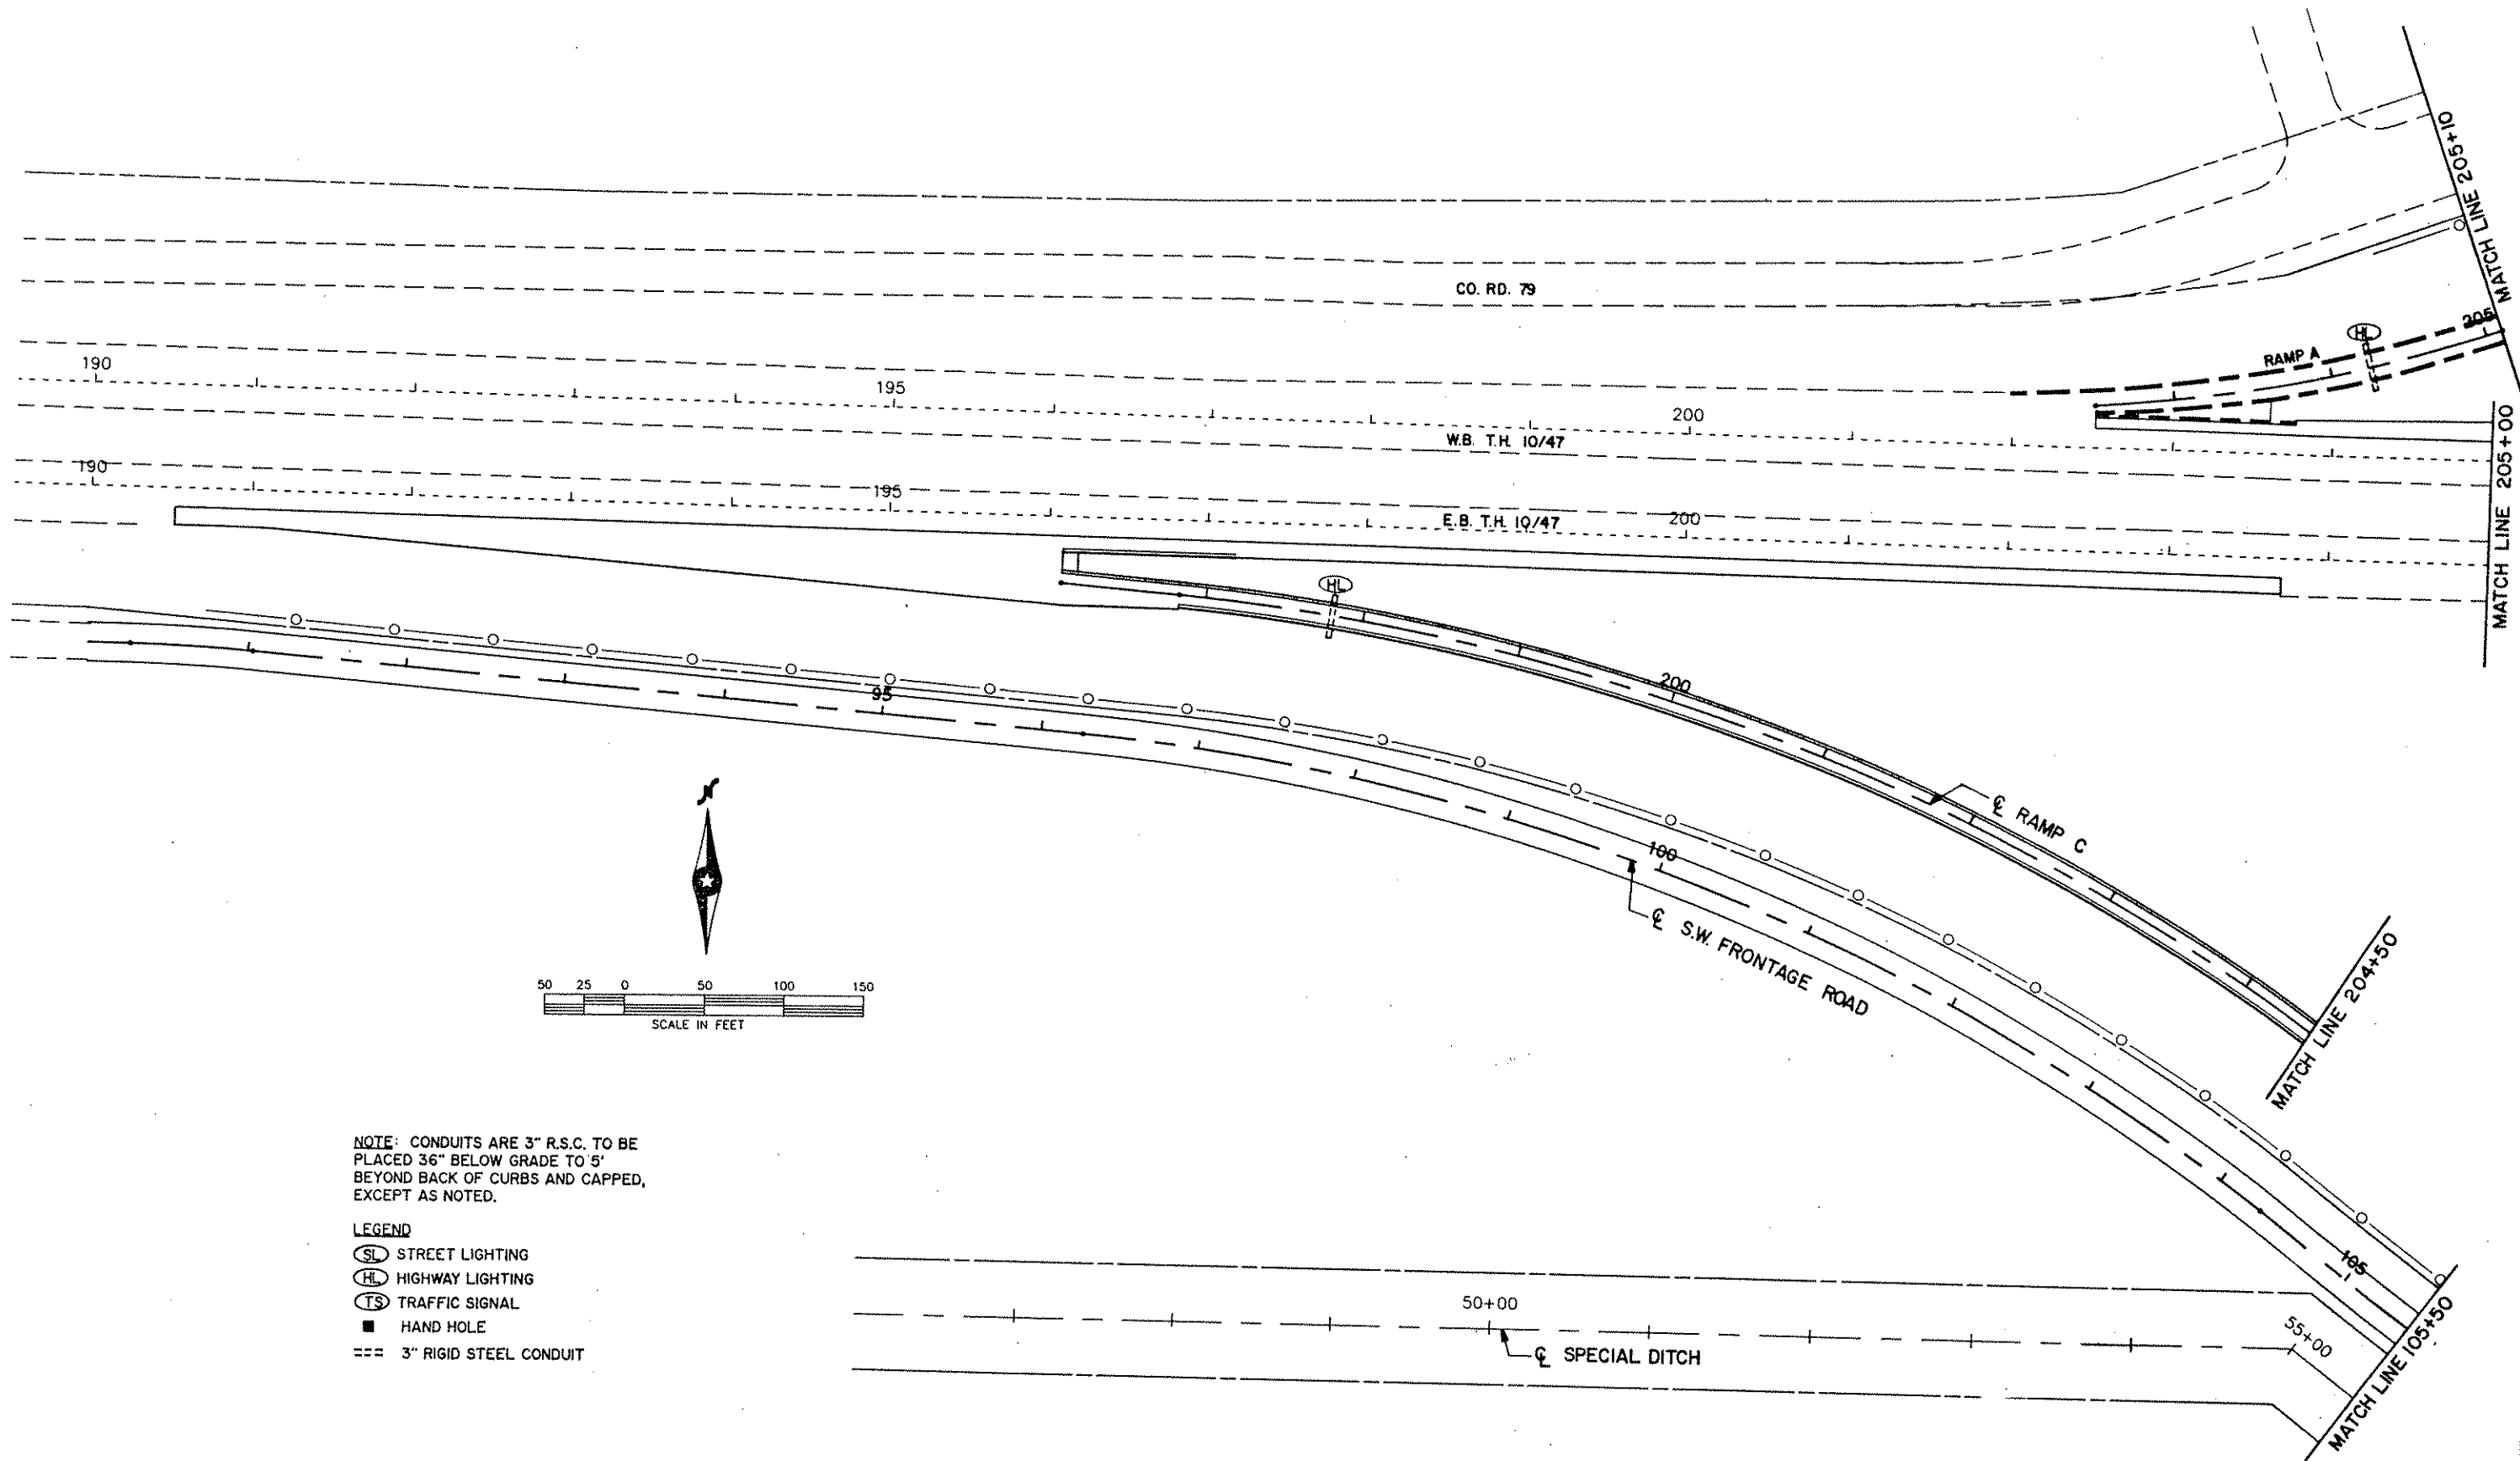 MATCH LINE 205+10
CO. RD. 79
HL
205
RAMP A
190
195
200
W.B. T.H. 10/47
MATCH LINE 205+00
190
195
200
E.B. T.H. 10/47
HL
200
95
℄ RAMP C
100
℄ S.W. FRONTAGE ROAD
MATCH LINE 204+50
N
50 25 0 50 100 150
SCALE IN FEET
NOTE: CONDUITS ARE 3" R.S.C. TO BE
PLACED 36" BELOW GRADE TO 5'
BEYOND BACK OF CURBS AND CAPPED,
EXCEPT AS NOTED.
LEGEND
SL STREET LIGHTING
HL HIGHWAY LIGHTING
TS TRAFFIC SIGNAL
HAND HOLE
3" RIGID STEEL CONDUIT
105
50+00
55+00
℄ SPECIAL DITCH
MATCH LINE 105+50